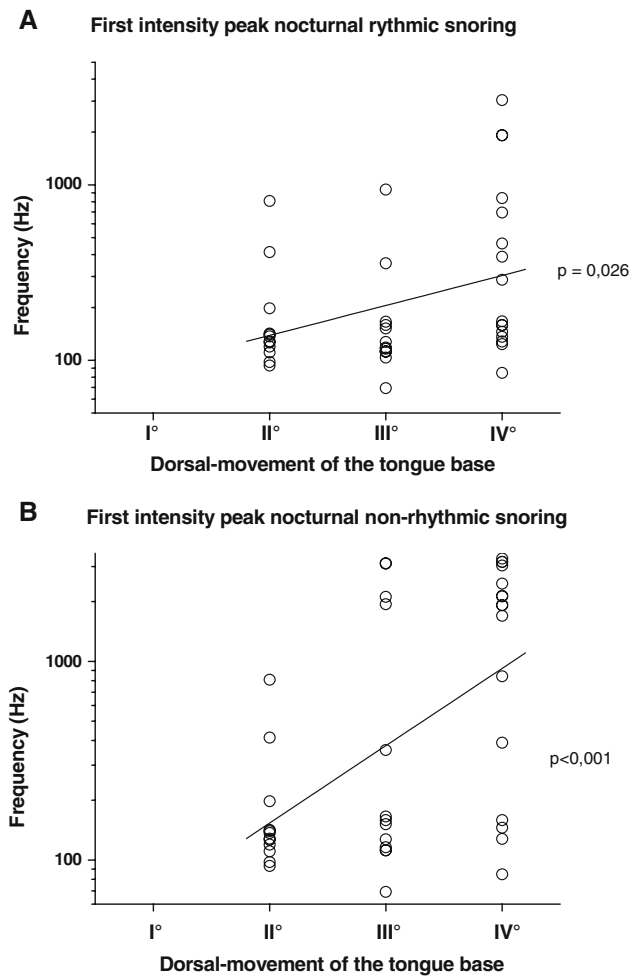 A First intensity peak nocturnal rythmic snoring
1000
100
Frequency (Hz)
p = 0,026
I° II° III° IV°
Dorsal-movement of the tongue base
B First intensity peak nocturnal non-rhythmic snoring
1000
100
Frequency (Hz)
p<0,001
I° II° III° IV°
Dorsal-movement of the tongue base